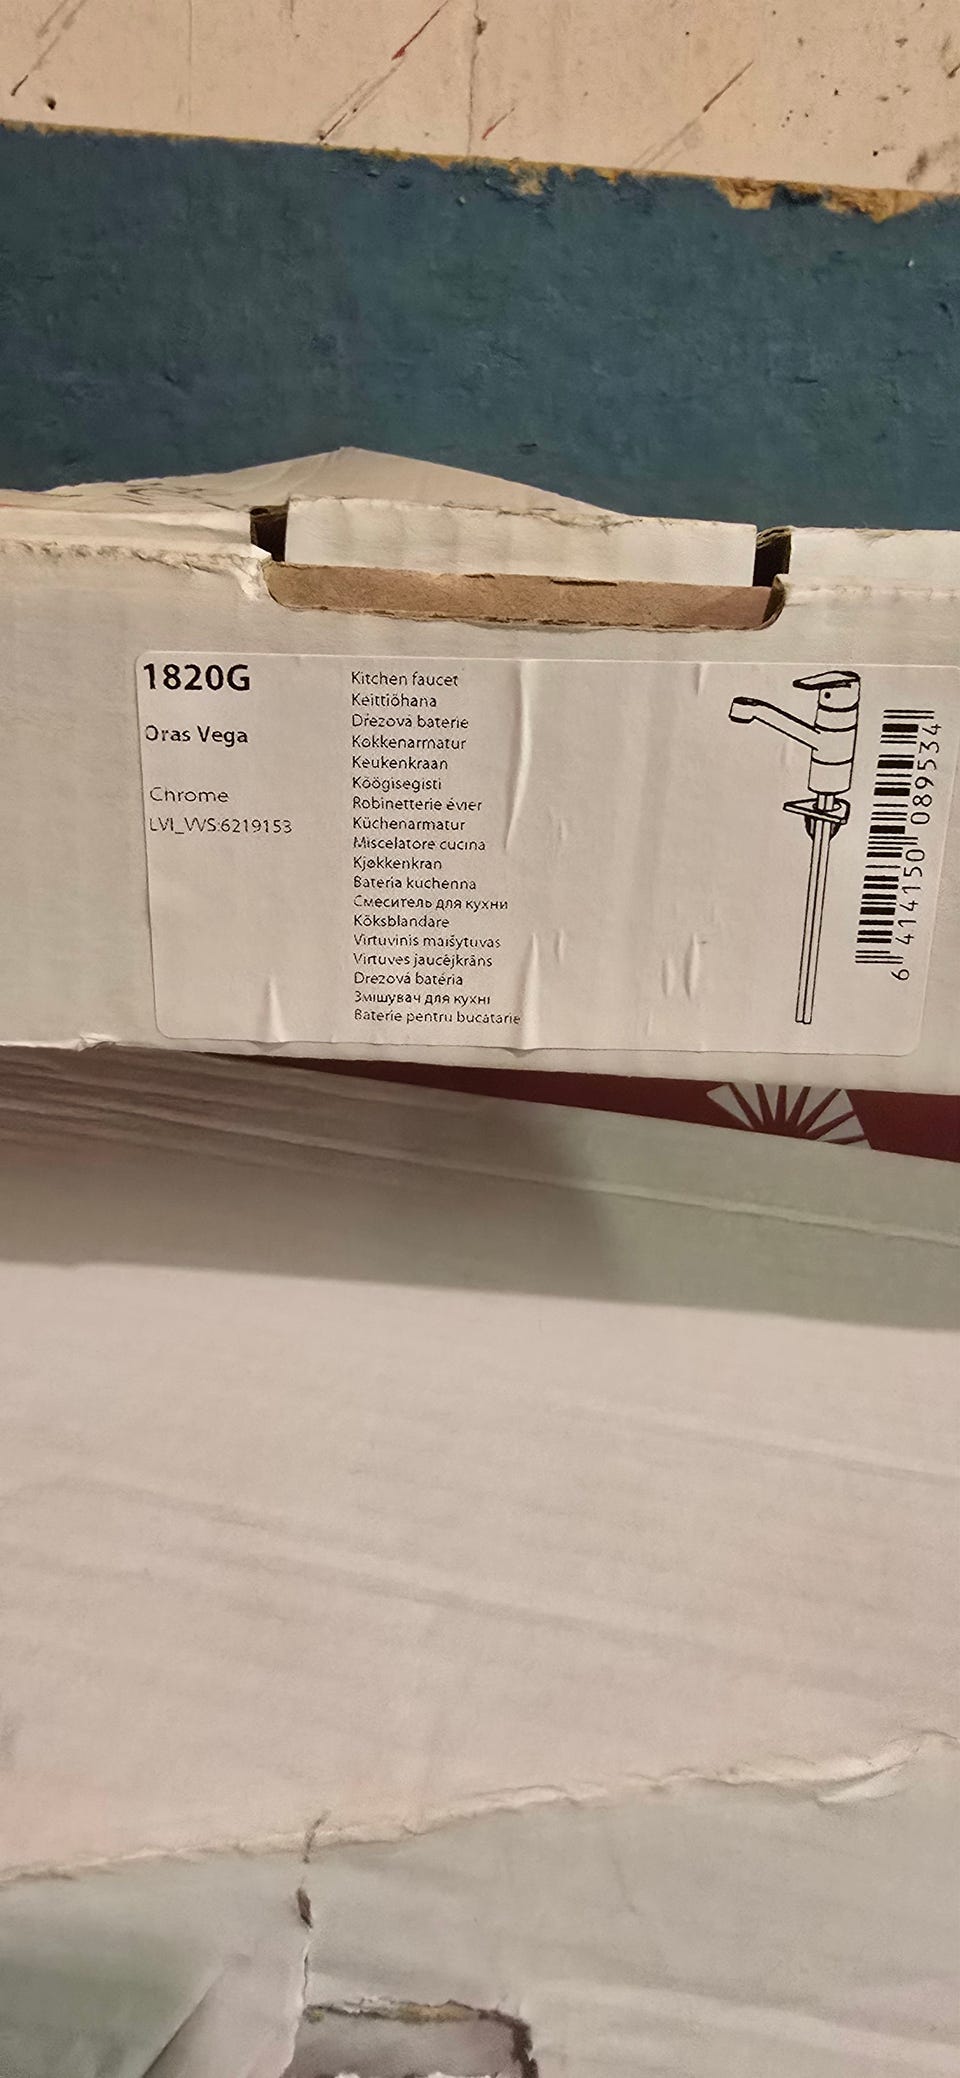 1820G
Oras Vega
Chrome
LVI_VVS:6219153
Kitchen faucet
Keittiöhana
Dřezová baterie
Køkkenarmatur
Keukenkraan
Köögisegisti
Robinetterie évier
Küchenarmatur
Miscelatore cucina
Kjøkkenkran
Bateria kuchenna
Смеситель для кухни
Köksblandare
Virtuvinis maišytuvas
Virtuves jaucējkrāns
Drezová batéria
Змішувач для кухні
Baterie pentru bucătărie
6 414150 089534